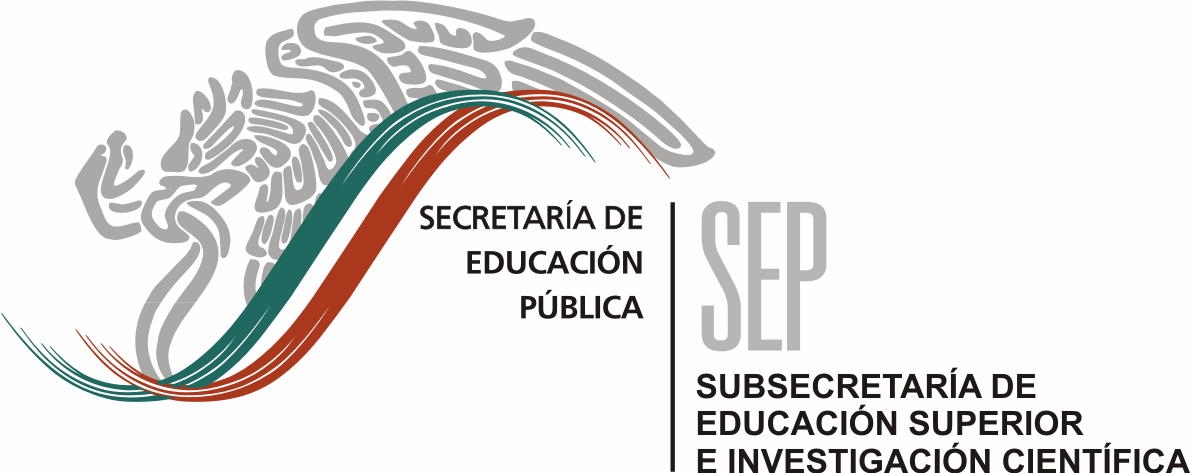 SECRETARÍA DE
EDUCACIÓN
PÚBLICA
SEP
SUBSECRETARÍA DE
EDUCACIÓN SUPERIOR
E INVESTIGACIÓN CIENTÍFICA